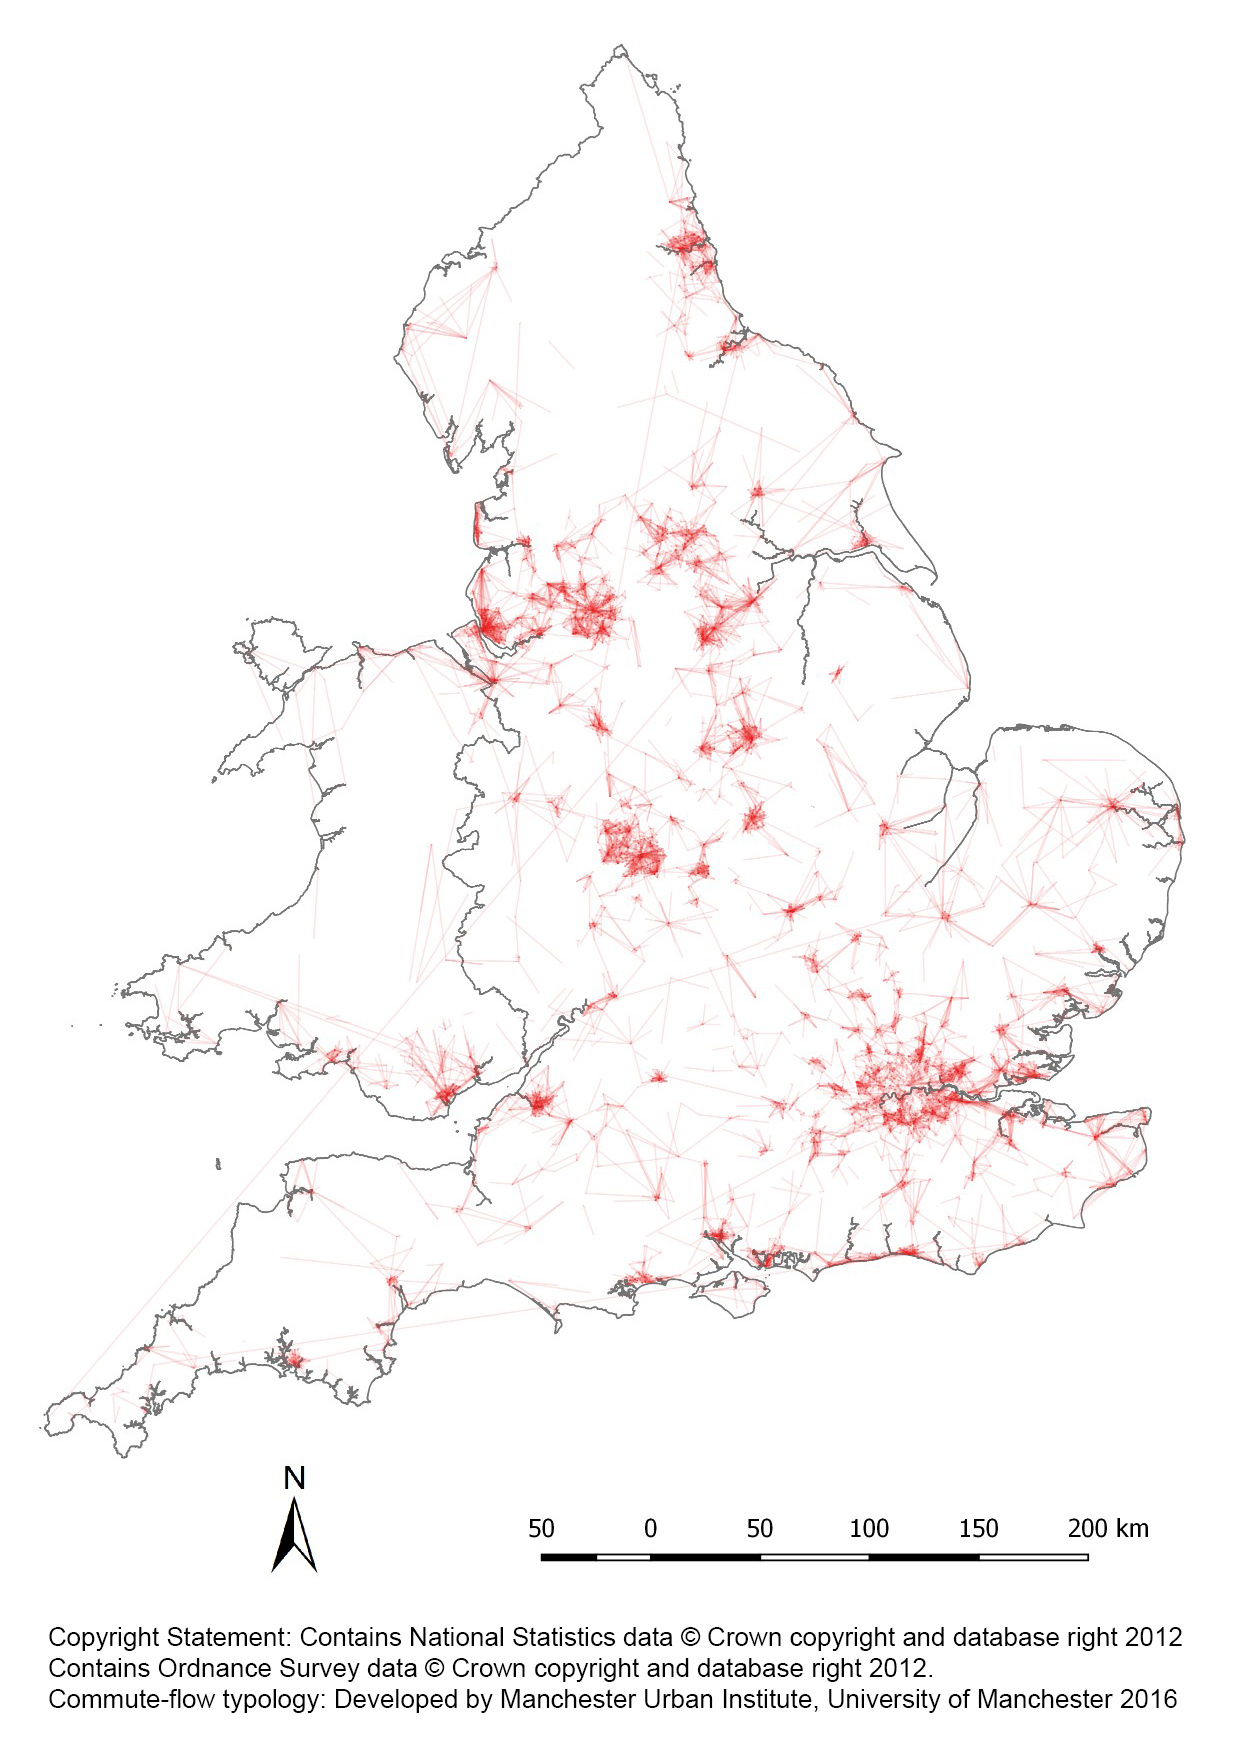 N
50 0 50 100 150 200 km
Copyright Statement: Contains National Statistics data © Crown copyright and database right 2012
Contains Ordnance Survey data © Crown copyright and database right 2012.
Commute-flow typology: Developed by Manchester Urban Institute, University of Manchester 2016